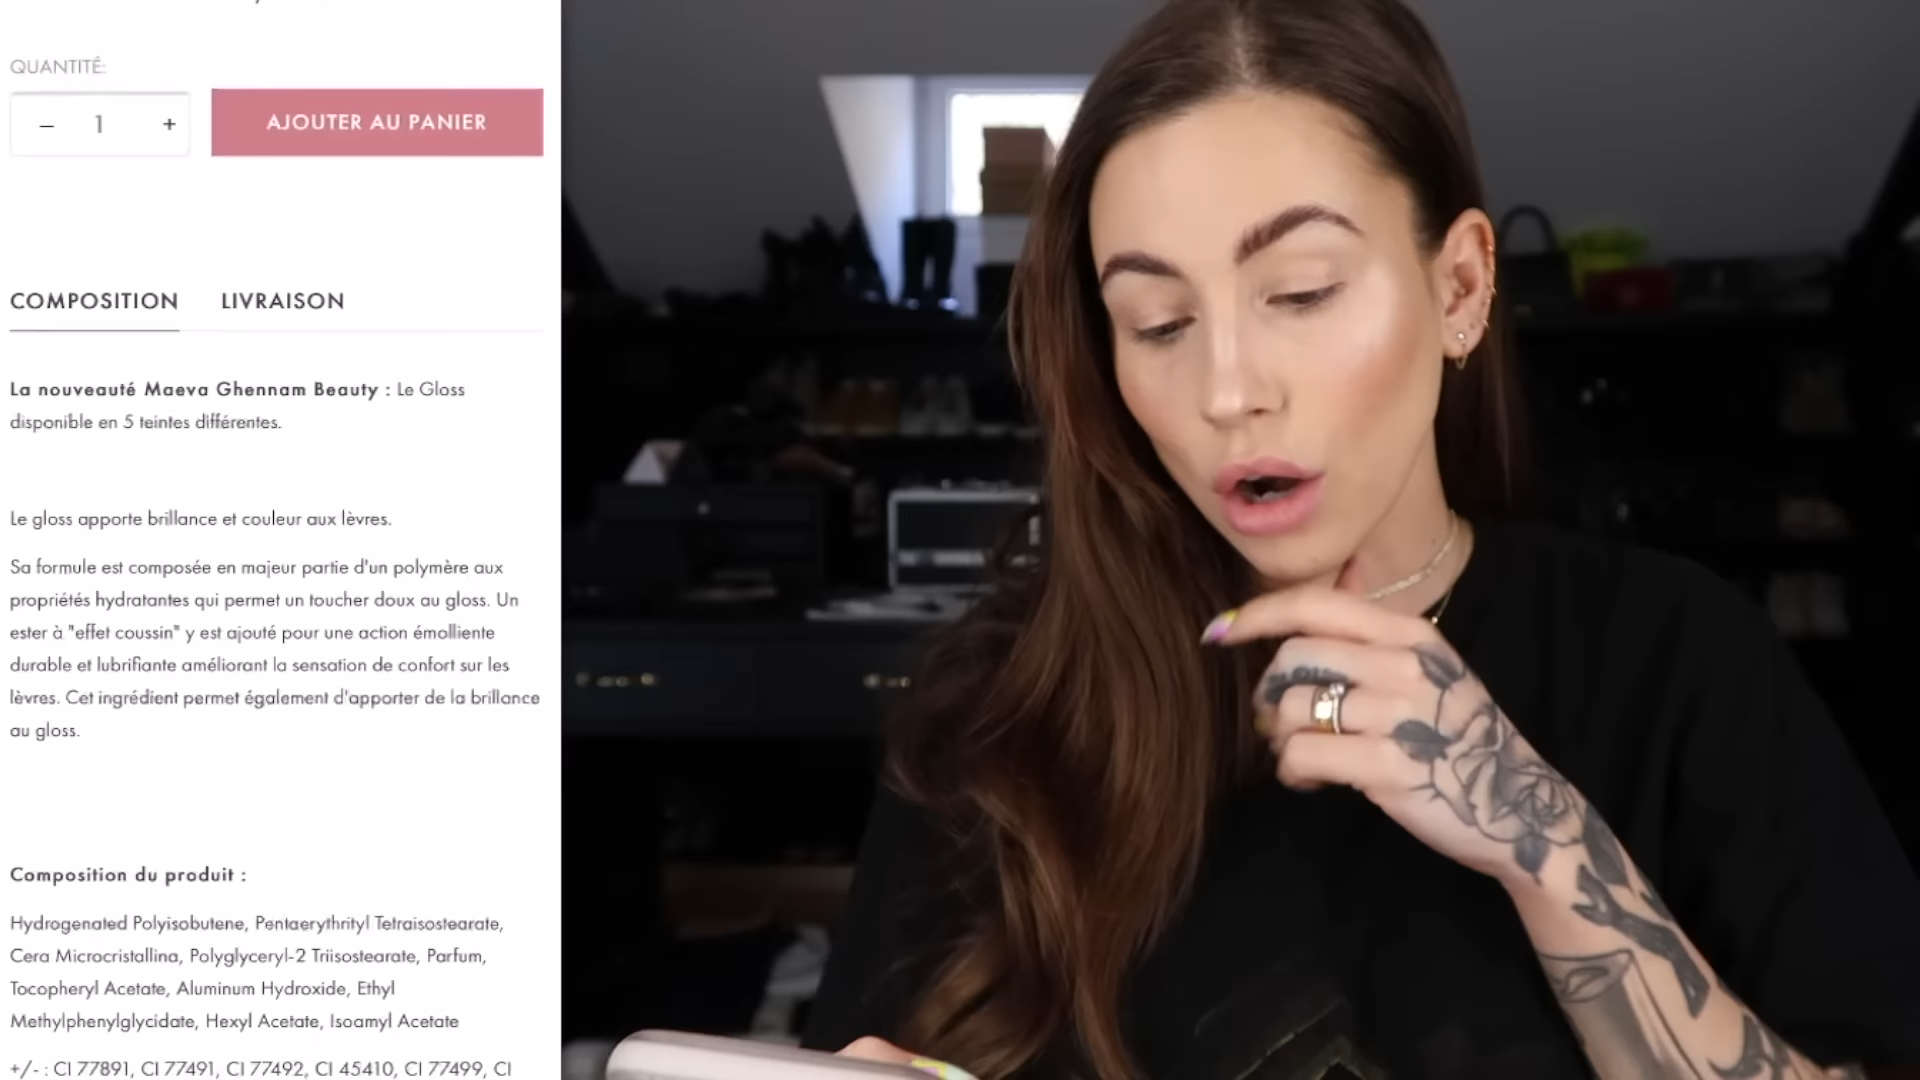 QUANTITÉ:
– 1 +
AJOUTER AU PANIER
COMPOSITION LIVRAISON
La nouveauté Maeva Ghennam Beauty : Le Gloss
disponible en 5 teintes différentes.
Le gloss apporte brillance et couleur aux lèvres.
Sa formule est composée en majeur partie d'un polymère aux
propriétés hydratantes qui permet un toucher doux au gloss. Un
ester à "effet coussin" y est ajouté pour une action émolliente
durable et lubrifiante améliorant la sensation de confort sur les
lèvres. Cet ingrédient permet également d'apporter de la brillance
au gloss.
Composition du produit :
Hydrogenated Polyisobutene, Pentaerythrityl Tetraisostearate,
Cera Microcristallina, Polyglyceryl-2 Triisostearate, Parfum,
Tocopheryl Acetate, Aluminum Hydroxide, Ethyl
Methylphenylglycidate, Hexyl Acetate, Isoamyl Acetate
+/- : CI 77891, CI 77491, CI 77492, CI 45410, CI 77499, CI